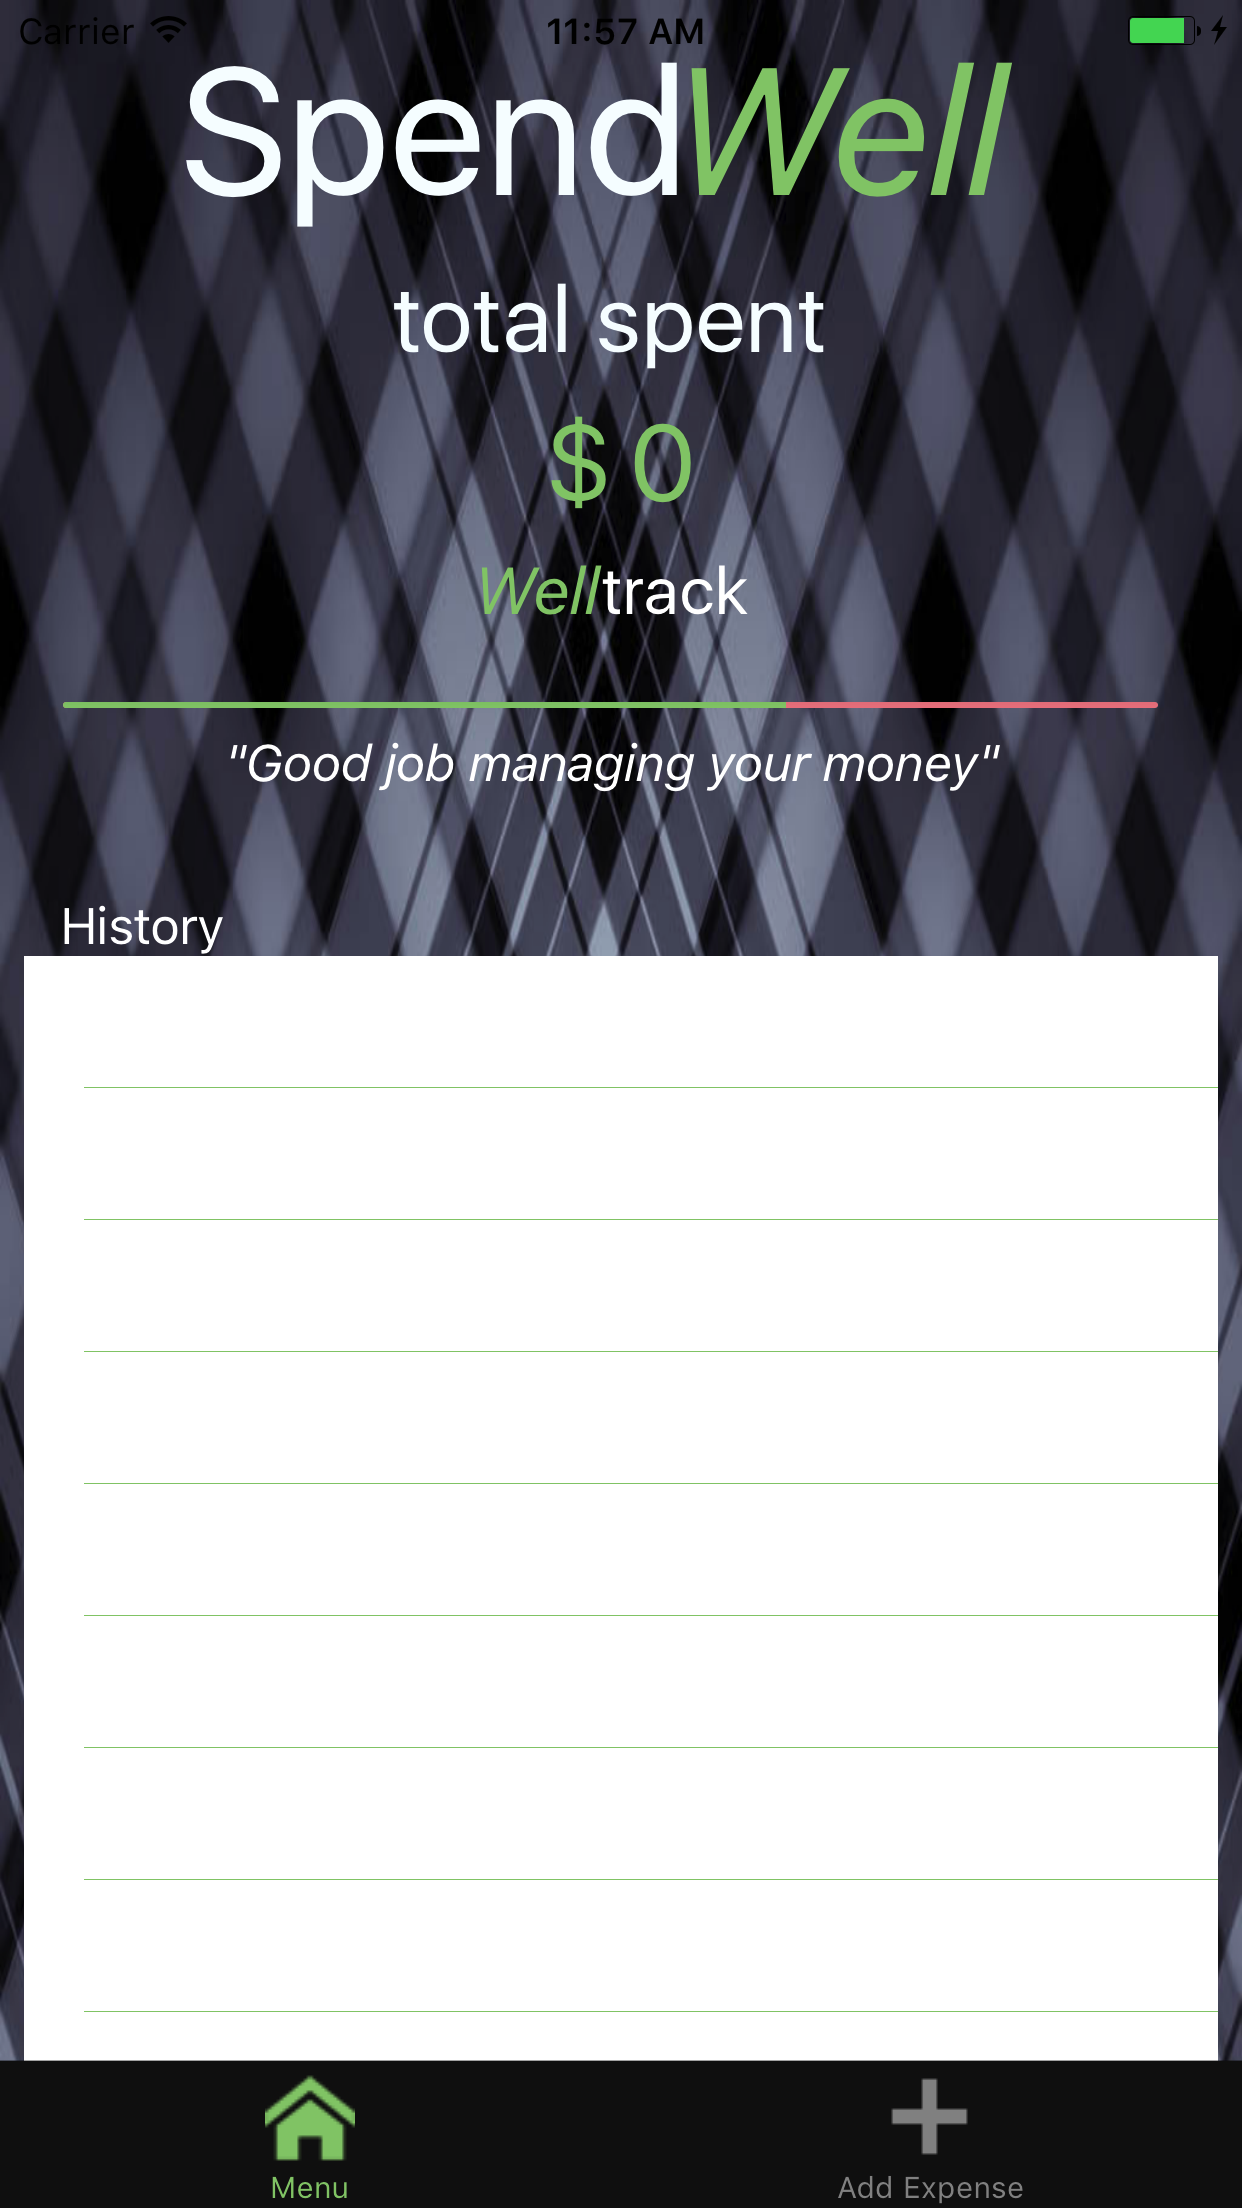 Carrier 11:57 AM
SpendWell
total spent
$ 0
Welltrack
"Good job managing your money"
History
Menu Add Expense